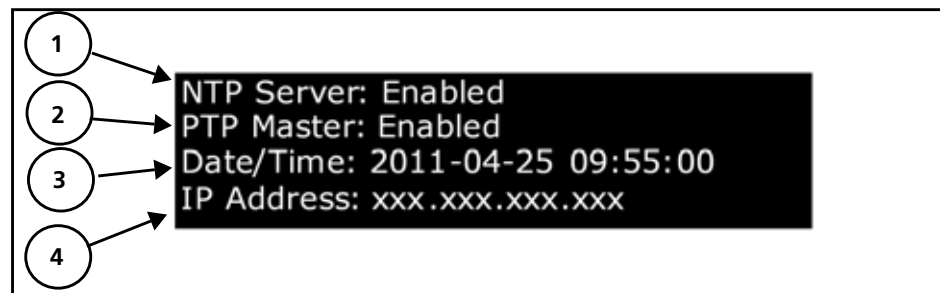 1
NTP Server: Enabled
2
PTP Master: Enabled
3
Date/Time: 2011-04-25 09:55:00
IP Address: xxx.xxx.xxx.xxx
4